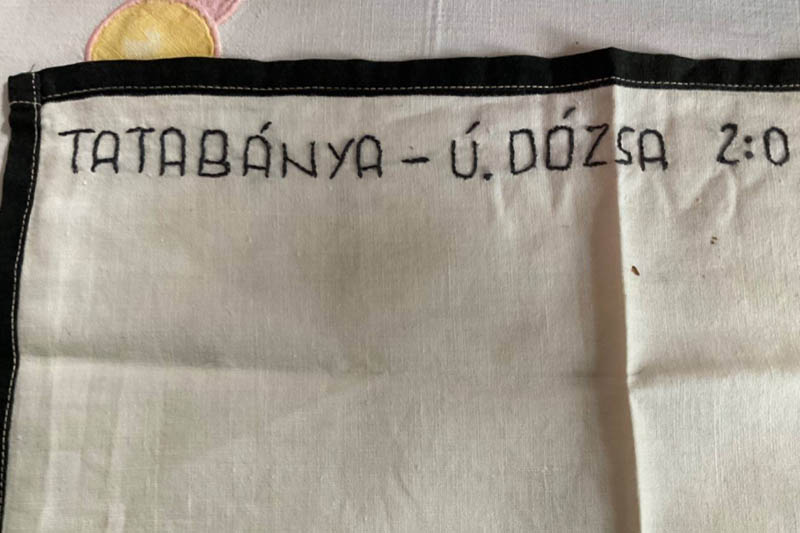 TATABÁNYA - Ú. DÓZSA 2:0